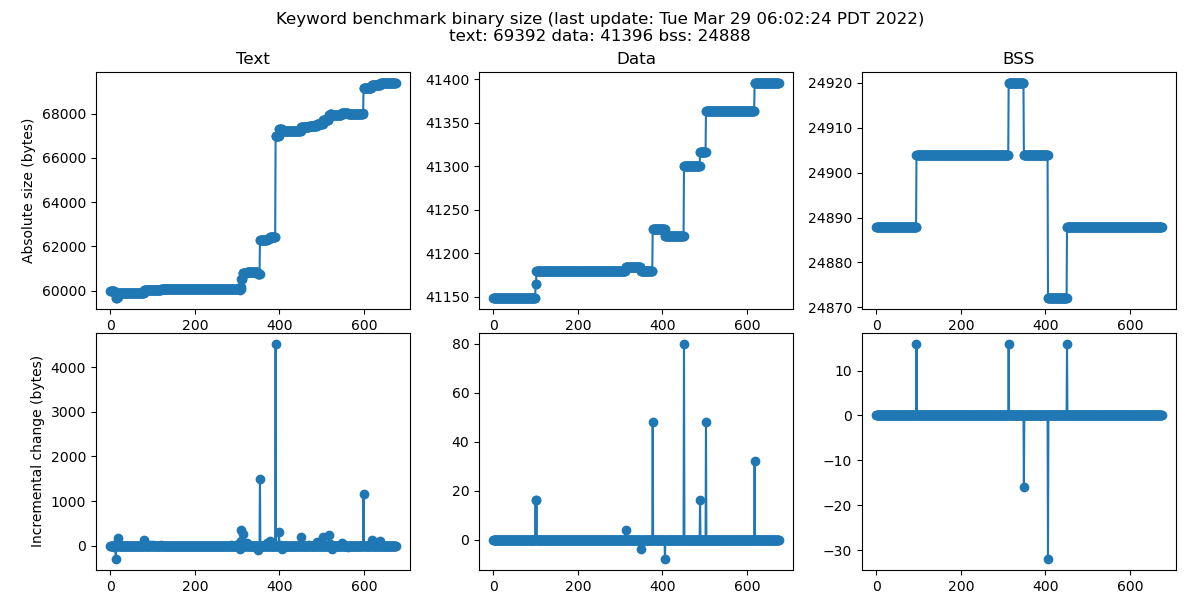 Keyword benchmark binary size (last update: Tue Mar 29 06:02:24 PDT 2022)
text: 69392 data: 41396 bss: 24888
Text
Data
BSS
Absolute size (bytes)
68000
66000
64000
62000
60000
0 200 400 600
41400
41350
41300
41250
41200
41150
0 200 400 600
24920
24910
24900
24890
24880
24870
0 200 400 600
Incremental change (bytes)
4000
3000
2000
1000
0
0 200 400 600
80
60
40
20
0
0 200 400 600
10
0
−10
−20
−30
0 200 400 600